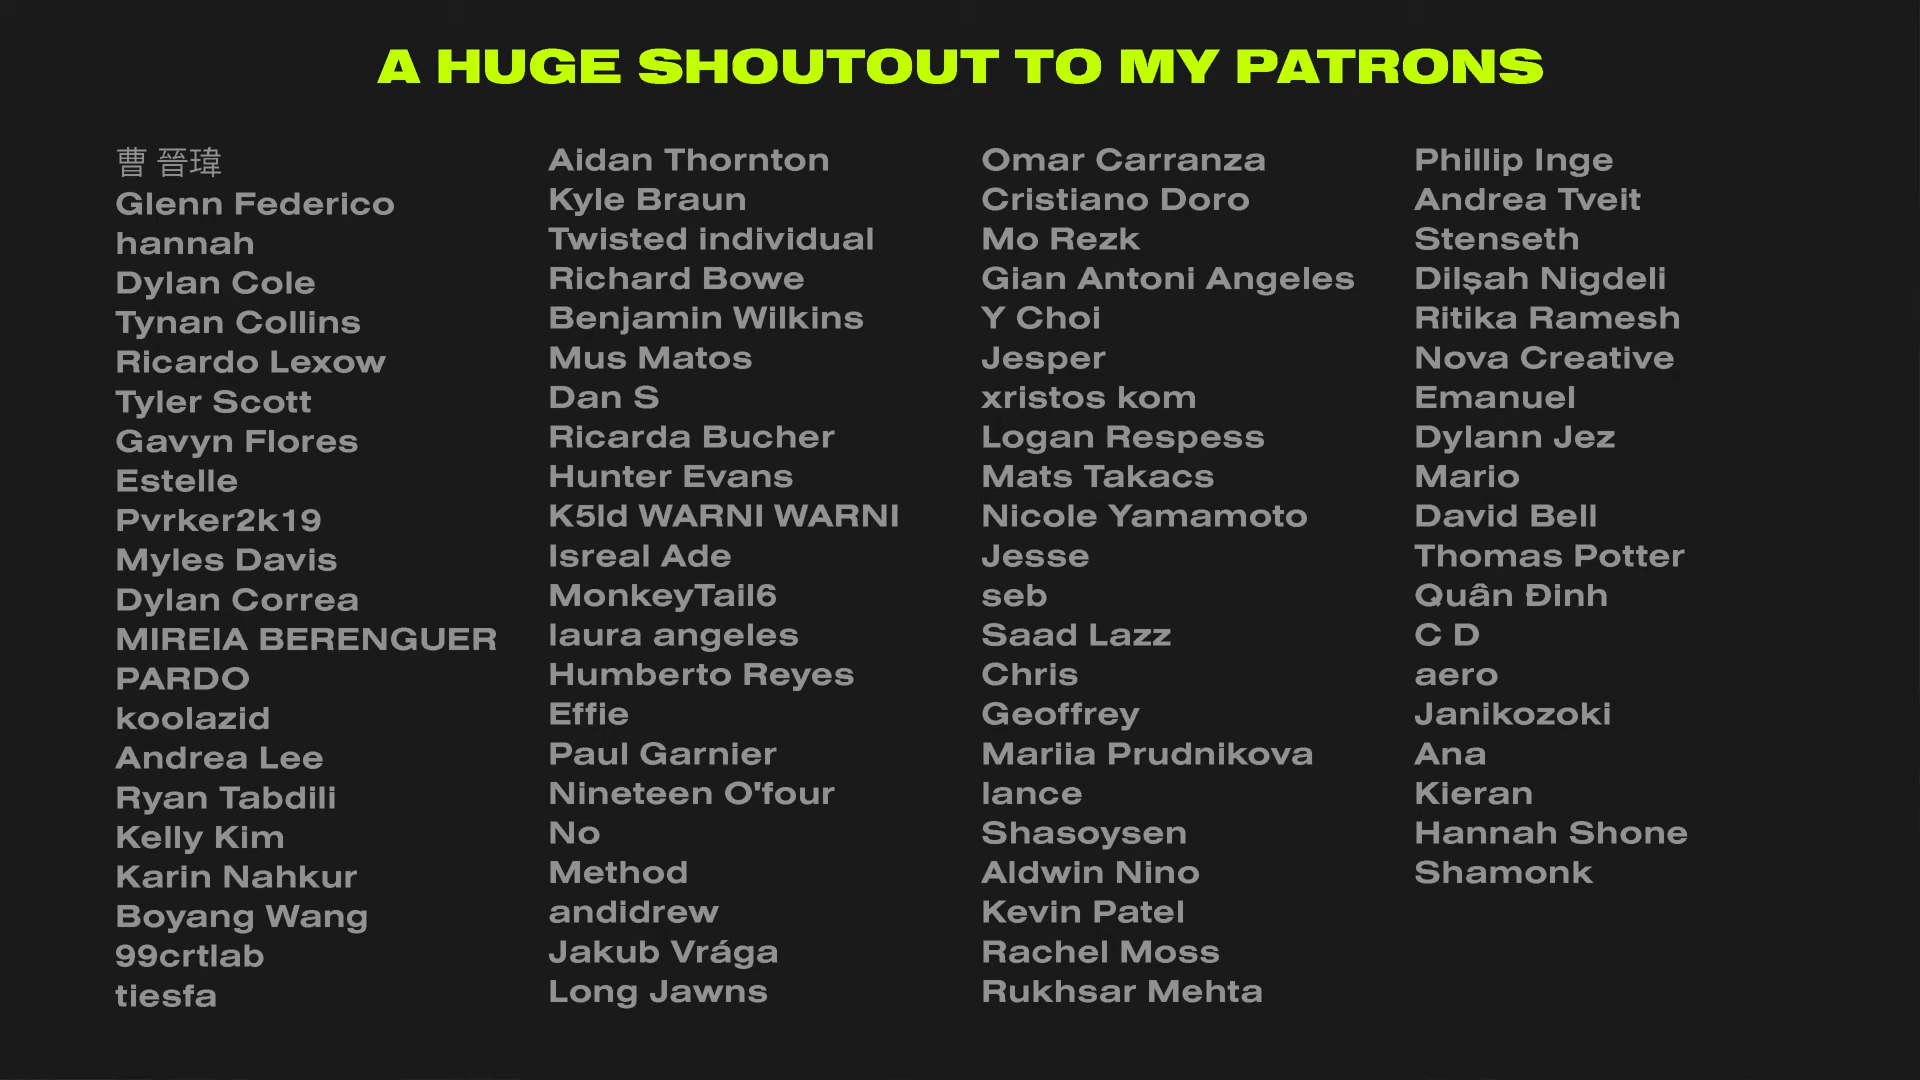 A HUGE SHOUTOUT TO MY PATRONS
曹 晉瑋
Glenn Federico
hannah
Dylan Cole
Tynan Collins
Ricardo Lexow
Tyler Scott
Gavyn Flores
Estelle
Pvrker2k19
Myles Davis
Dylan Correa
MIREIA BERENGUER
PARDO
koolazid
Andrea Lee
Ryan Tabdili
Kelly Kim
Karin Nahkur
Boyang Wang
99crtlab
tiesfa
Aidan Thornton
Kyle Braun
Twisted individual
Richard Bowe
Benjamin Wilkins
Mus Matos
Dan S
Ricarda Bucher
Hunter Evans
K5ld WARNI WARNI
Isreal Ade
MonkeyTail6
laura angeles
Humberto Reyes
Effie
Paul Garnier
Nineteen O'four
No
Method
andidrew
Jakub Vrága
Long Jawns
Omar Carranza
Cristiano Doro
Mo Rezk
Gian Antoni Angeles
Y Choi
Jesper
xristos kom
Logan Respess
Mats Takacs
Nicole Yamamoto
Jesse
seb
Saad Lazz
Chris
Geoffrey
Mariia Prudnikova
lance
Shasoysen
Aldwin Nino
Kevin Patel
Rachel Moss
Rukhsar Mehta
Phillip Inge
Andrea Tveit
Stenseth
Dilşah Nigdeli
Ritika Ramesh
Nova Creative
Emanuel
Dylann Jez
Mario
David Bell
Thomas Potter
Quân Đinh
C D
aero
Janikozoki
Ana
Kieran
Hannah Shone
Shamonk